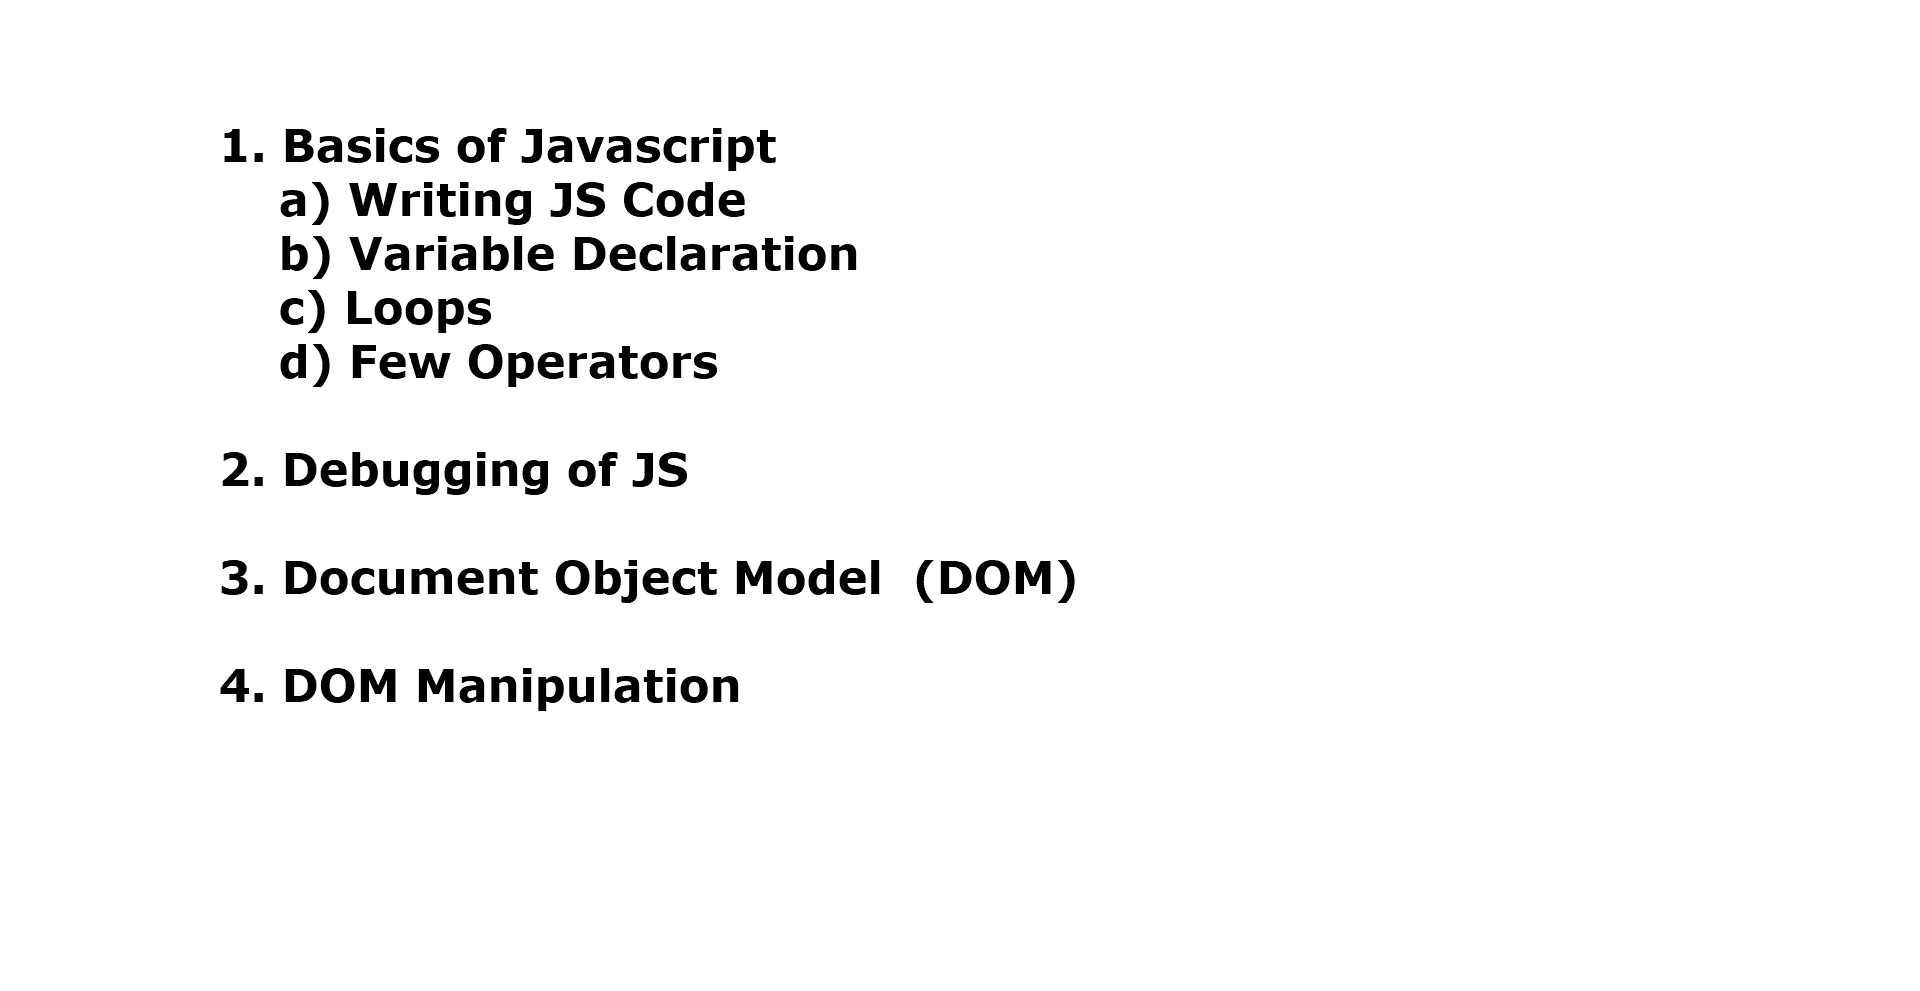 1. Basics of Javascript
a) Writing JS Code
b) Variable Declaration
c) Loops
d) Few Operators
2. Debugging of JS
3. Document Object Model  (DOM)
4. DOM Manipulation